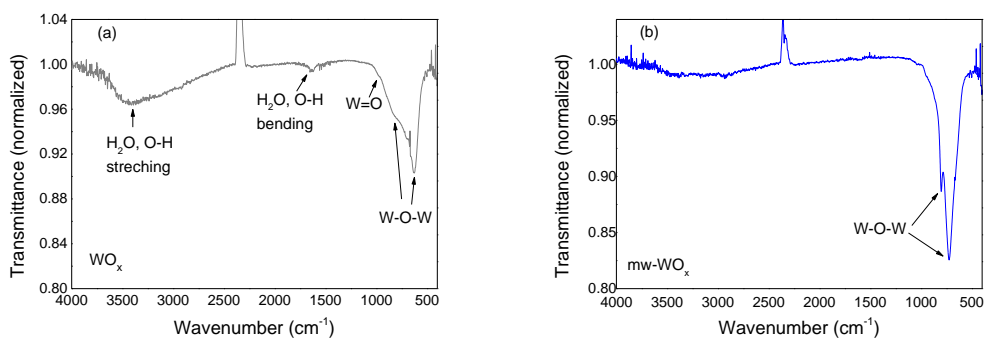 (a)
1.04
1.00
0.96
0.92
0.88
0.84
0.80
Transmittance (normalized)
H₂O, O-H
streching
H₂O, O-H
bending
W=O
W-O-W
WOₓ
4000 3500 3000 2500 2000 1500 1000 500
Wavenumber (cm⁻¹)
(b)
1.00
0.95
0.90
0.85
0.80
Transmittance (normalized)
W-O-W
mw-WOₓ
4000 3500 3000 2500 2000 1500 1000 500
Wavenumber (cm⁻¹)